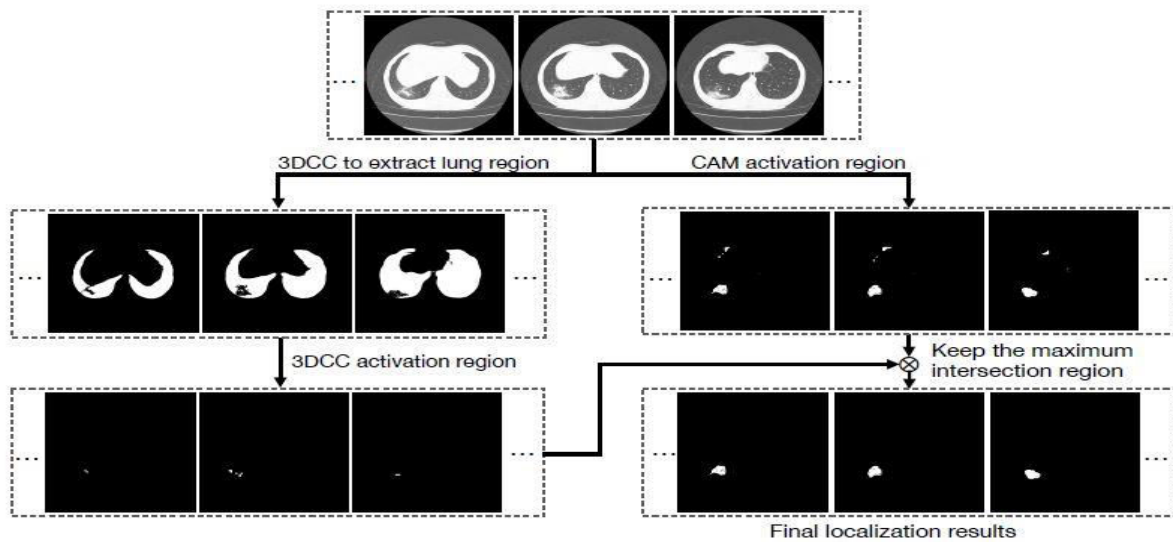 3DCC to extract lung region
CAM activation region
3DCC activation region
Keep the maximum
intersection region
Final localization results